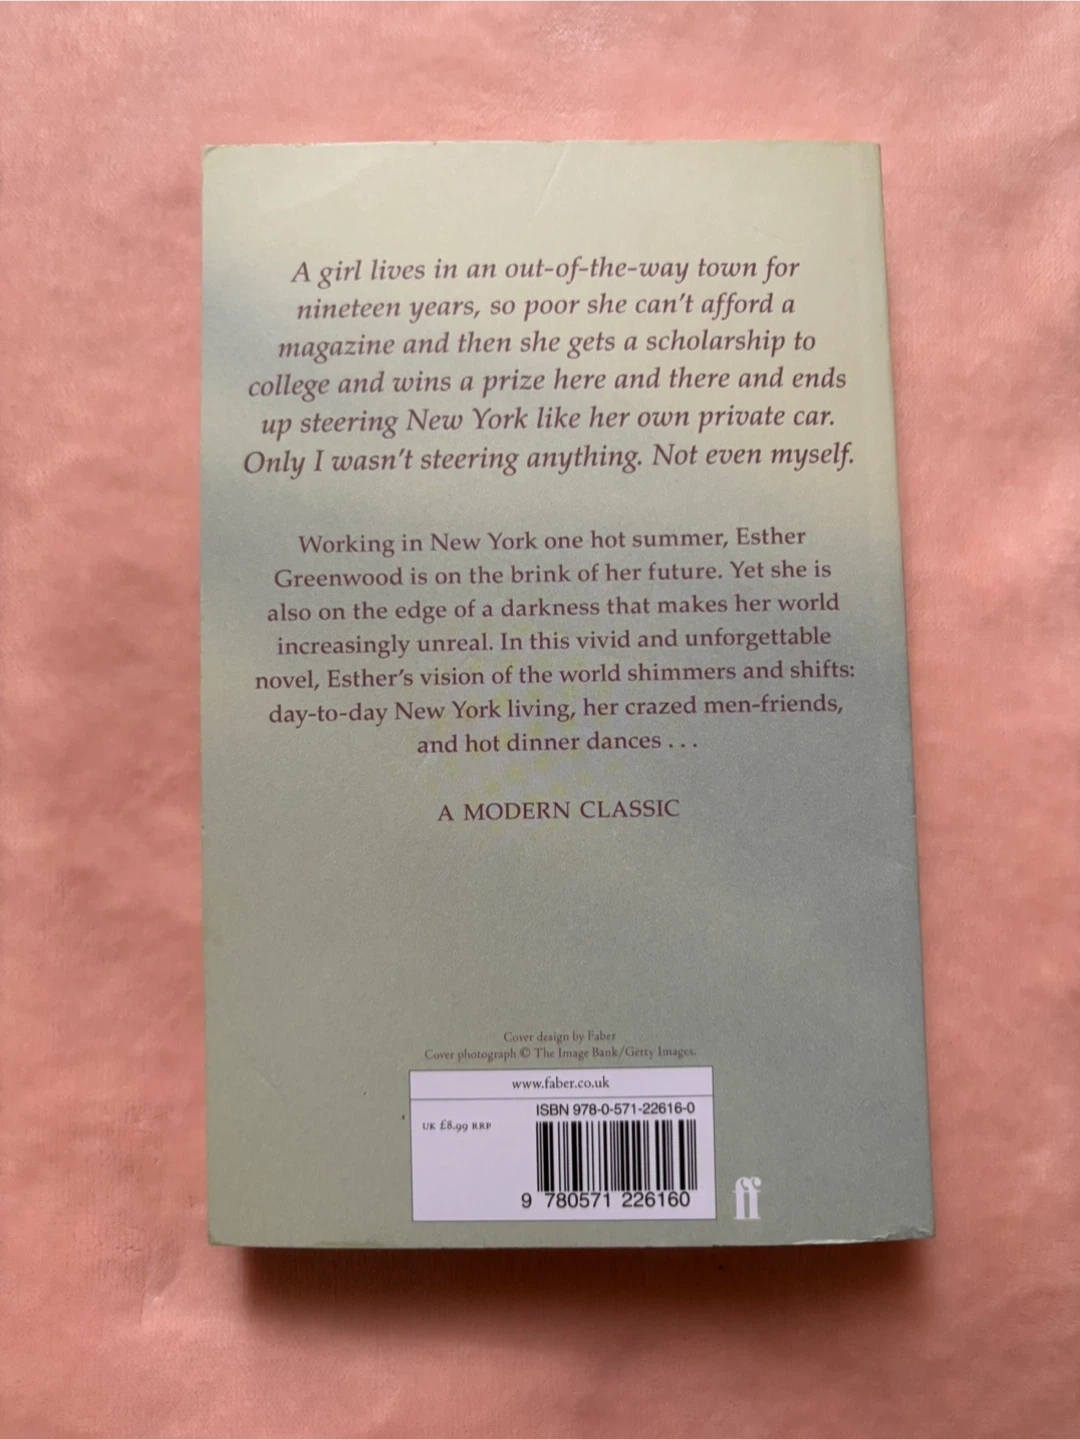 A girl lives in an out-of-the-way town for
nineteen years, so poor she can't afford a
magazine and then she gets a scholarship to
college and wins a prize here and there and ends
up steering New York like her own private car.
Only I wasn't steering anything. Not even myself.
Working in New York one hot summer, Esther
Greenwood is on the brink of her future. Yet she is
also on the edge of a darkness that makes her world
increasingly unreal. In this vivid and unforgettable
novel, Esther's vision of the world shimmers and shifts:
day-to-day New York living, her crazed men-friends,
and hot dinner dances . . .
A MODERN CLASSIC
Cover design by Faber
Cover photograph © The Image Bank/Getty Images.
www.faber.co.uk
ISBN 978-0-571-22616-0
UK £8.99 RRP
9 780571 226160
ff